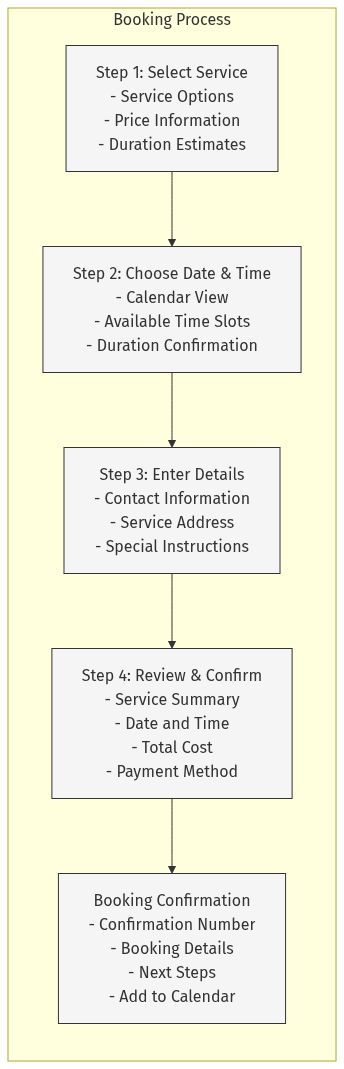 Booking Process
Step 1: Select Service
- Service Options
- Price Information
- Duration Estimates
Step 2: Choose Date & Time
- Calendar View
- Available Time Slots
- Duration Confirmation
Step 3: Enter Details
- Contact Information
- Service Address
- Special Instructions
Step 4: Review & Confirm
- Service Summary
- Date and Time
- Total Cost
- Payment Method
Booking Confirmation
- Confirmation Number
- Booking Details
- Next Steps
- Add to Calendar